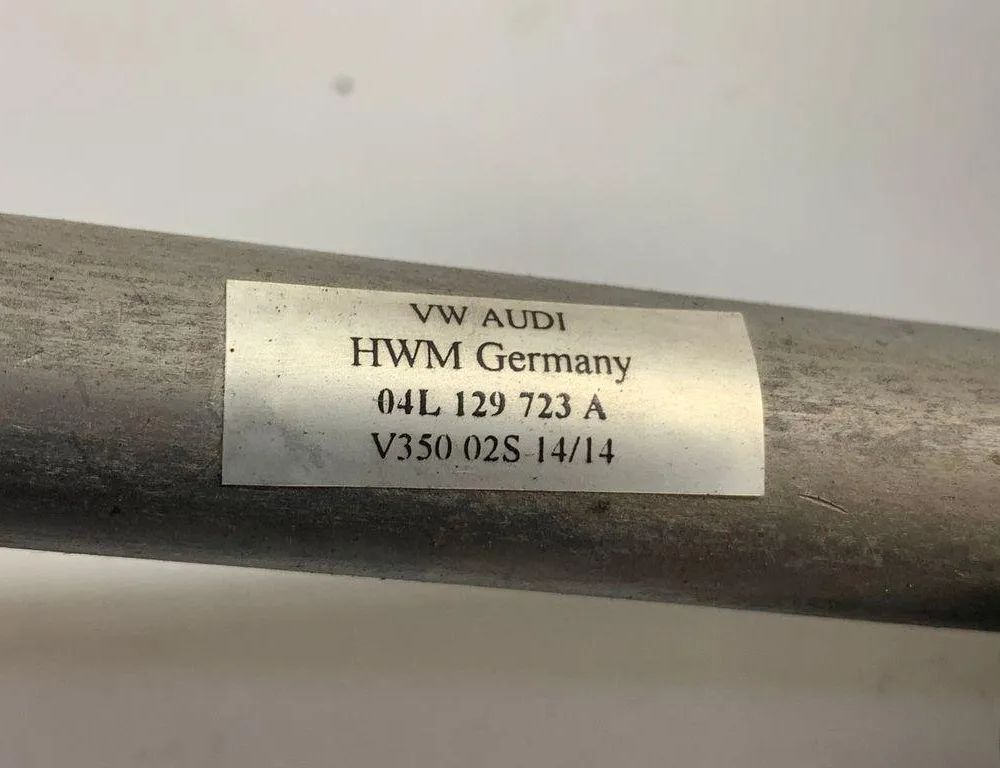 VW AUDI
HWM Germany
04L 129 723 A
V350 02S 14/14